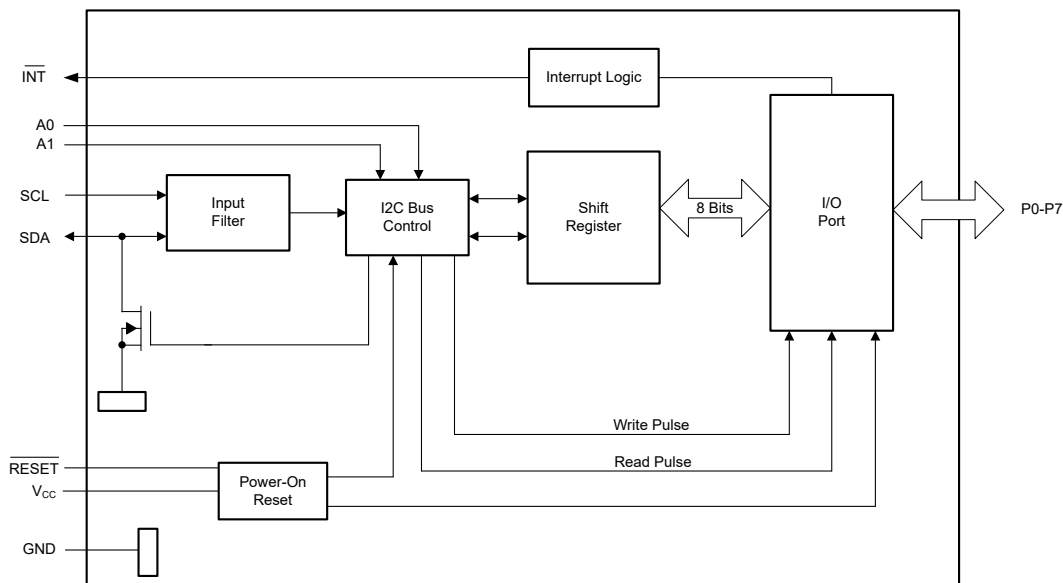 INT
Interrupt Logic
A0
A1
SCL
SDA
Input
Filter
I2C Bus
Control
Shift
Register
8 Bits
I/O
Port
P0-P7
Write Pulse
Read Pulse
RESET
VCC
Power-On
Reset
GND